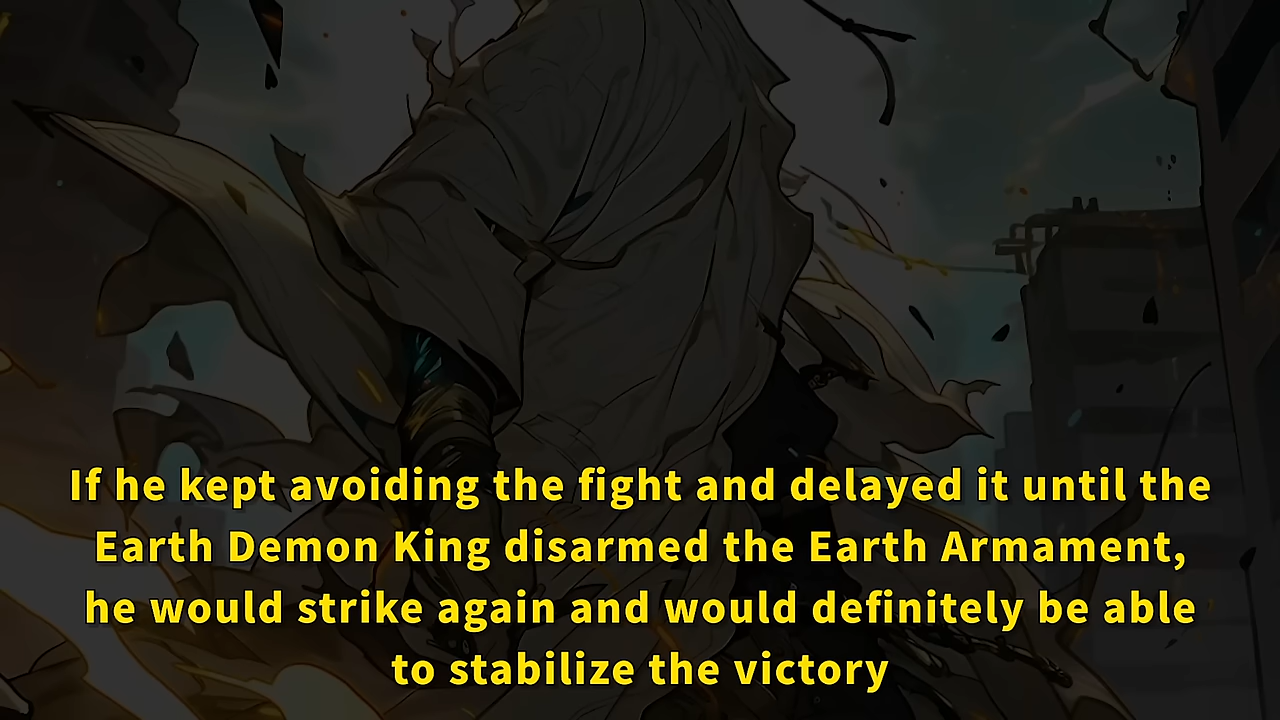 If he kept avoiding the fight and delayed it until the
Earth Demon King disarmed the Earth Armament,
he would strike again and would definitely be able
to stabilize the victory